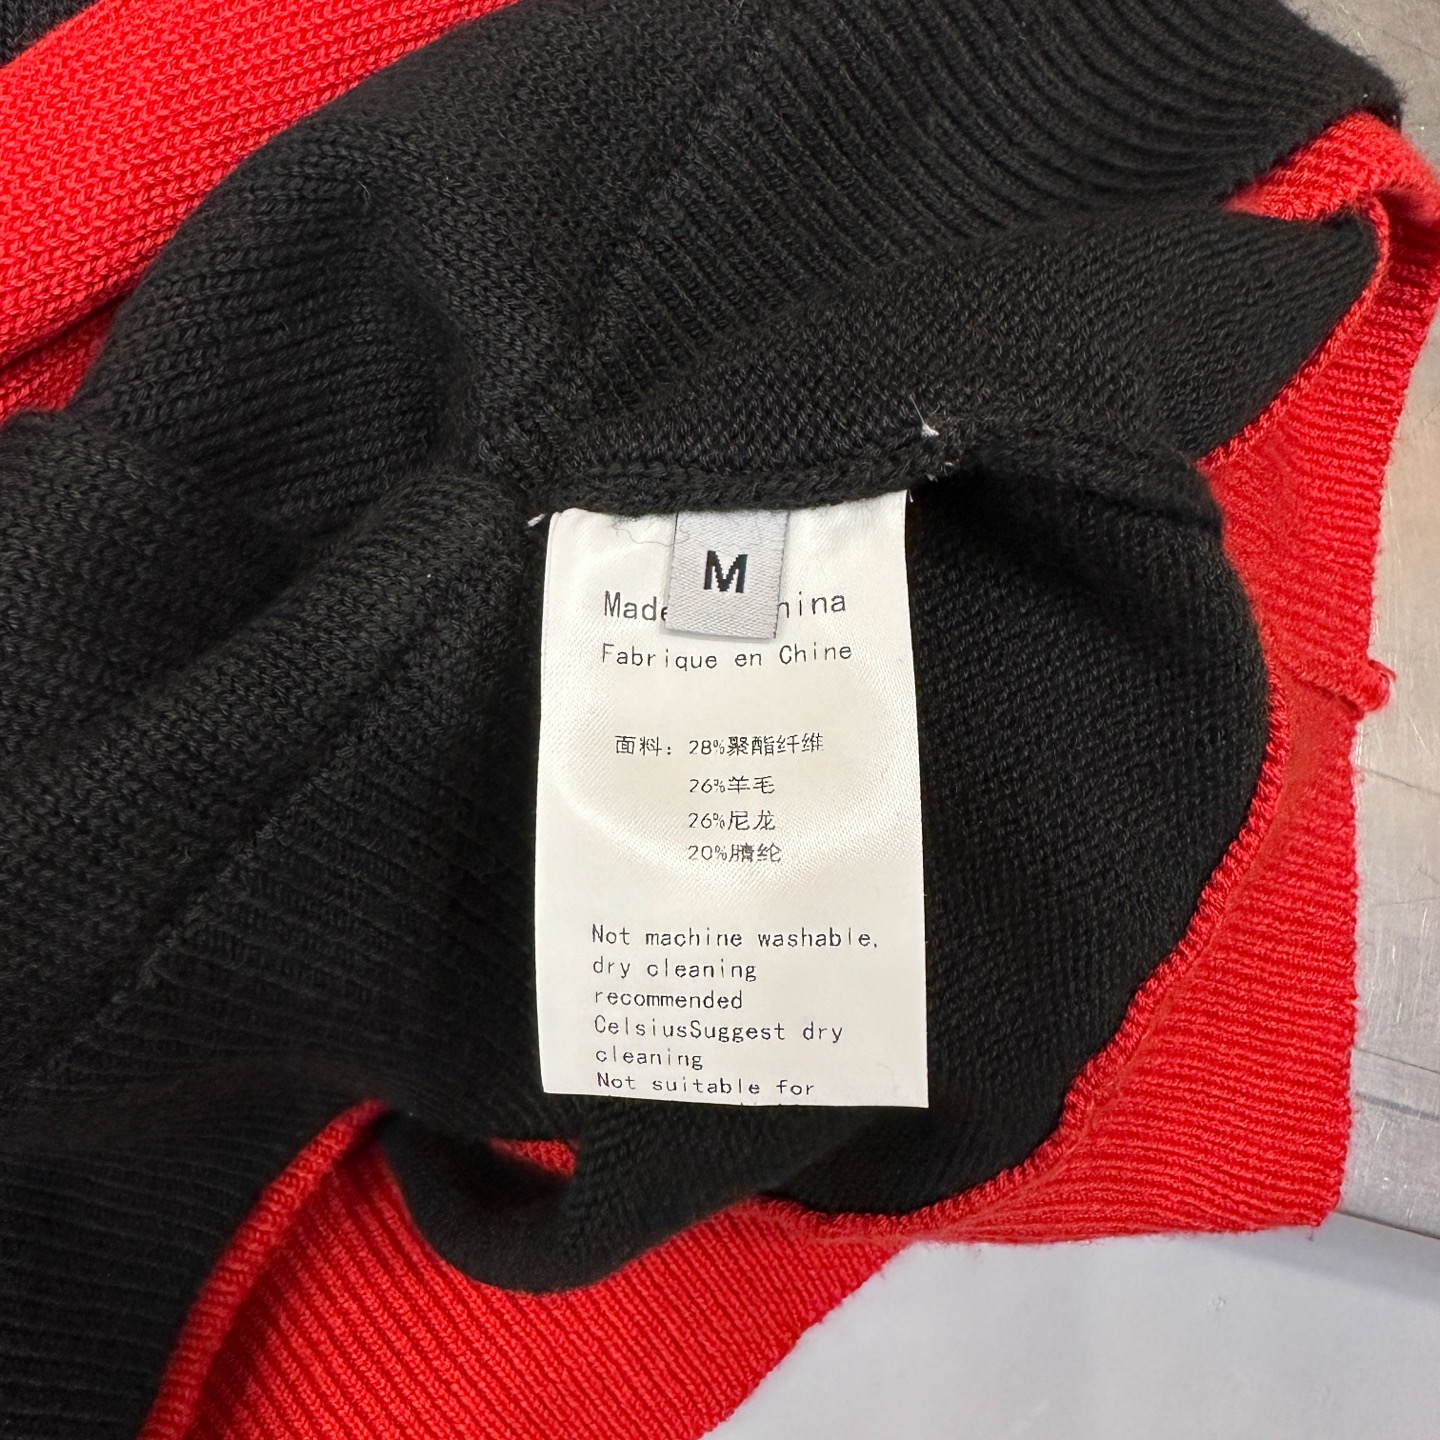 M
Made hina
Fabrique en Chine
面料：28%聚酯纤维
26%羊毛
26%尼龙
20%腈纶
Not machine washable,
dry cleaning
recommended
CelsiusSuggest dry
cleaning
Not suitable for